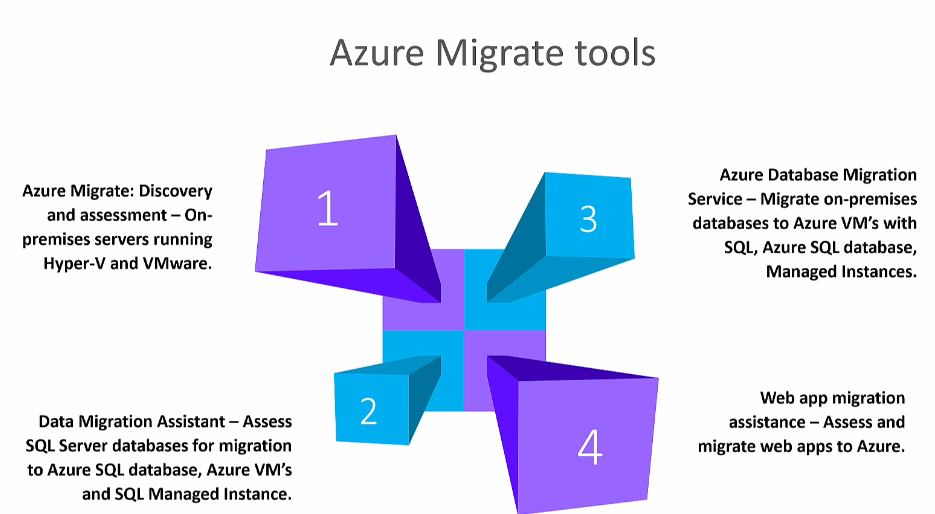 Azure Migrate tools
Azure Migrate: Discovery
and assessment – On-
premises servers running
Hyper-V and VMware.
1
Data Migration Assistant – Assess
SQL Server databases for migration
to Azure SQL database, Azure VM's
and SQL Managed Instance.
2
3
Azure Database Migration
Service – Migrate on-premises
databases to Azure VM's with
SQL, Azure SQL database,
Managed Instances.
4
Web app migration
assistance – Assess and
migrate web apps to Azure.